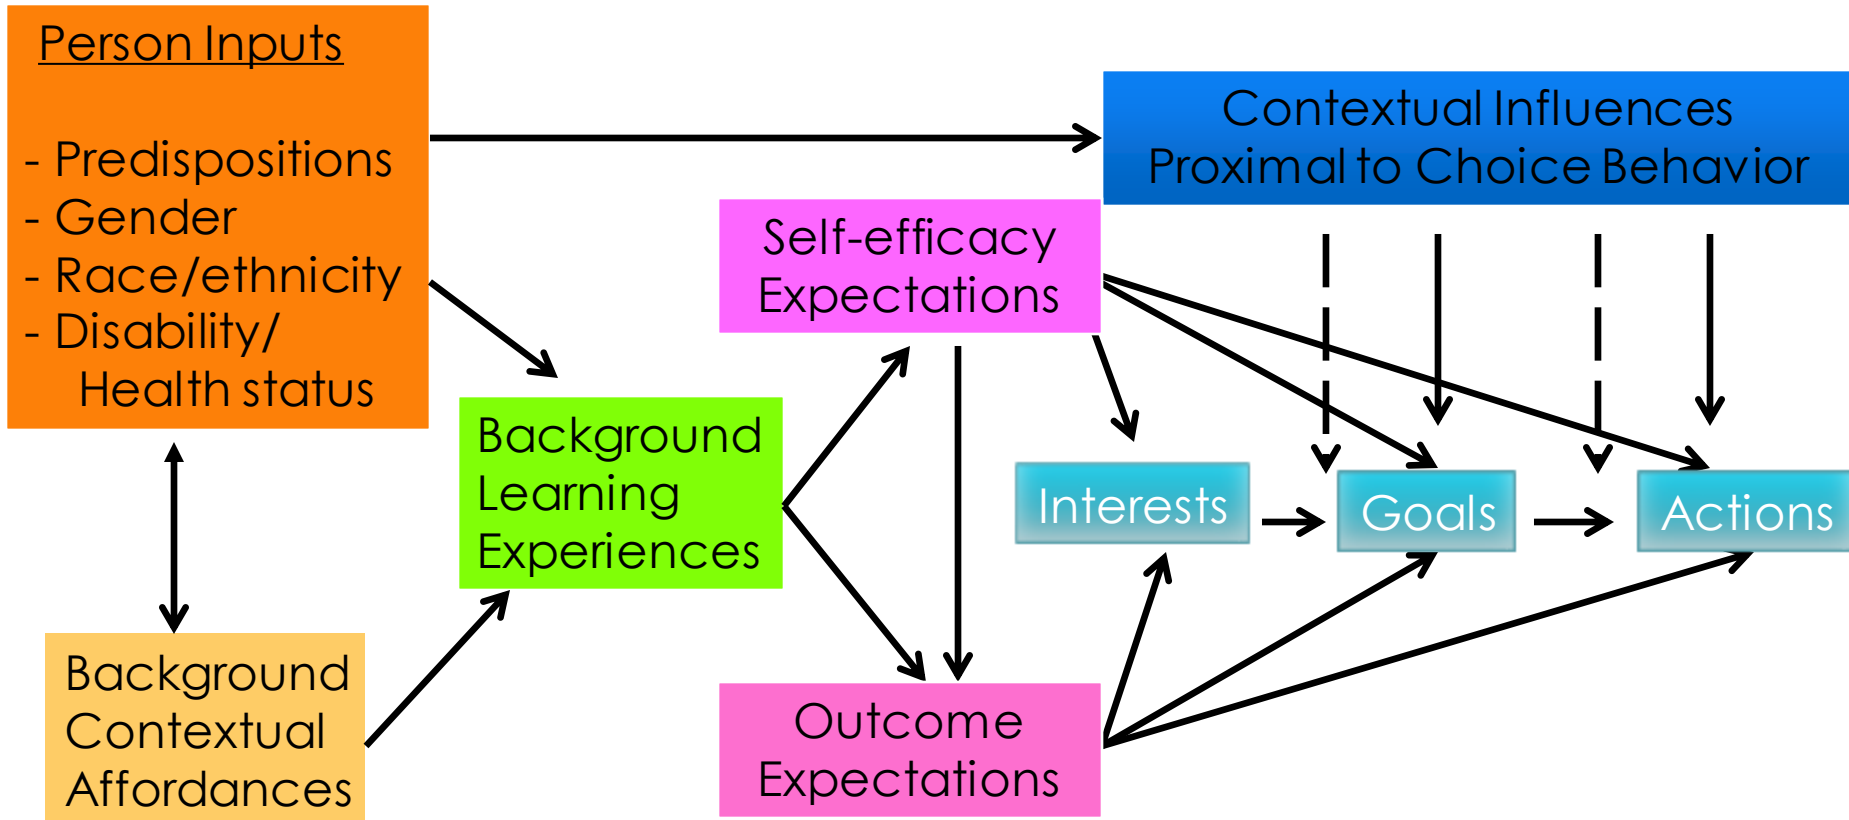 Person Inputs
- Predispositions
- Gender
- Race/ethnicity
- Disability/
Health status
Contextual Influences
Proximal to Choice Behavior
Self-efficacy
Expectations
Background
Learning
Experiences
Interests
Goals
Actions
Background
Contextual
Affordances
Outcome
Expectations